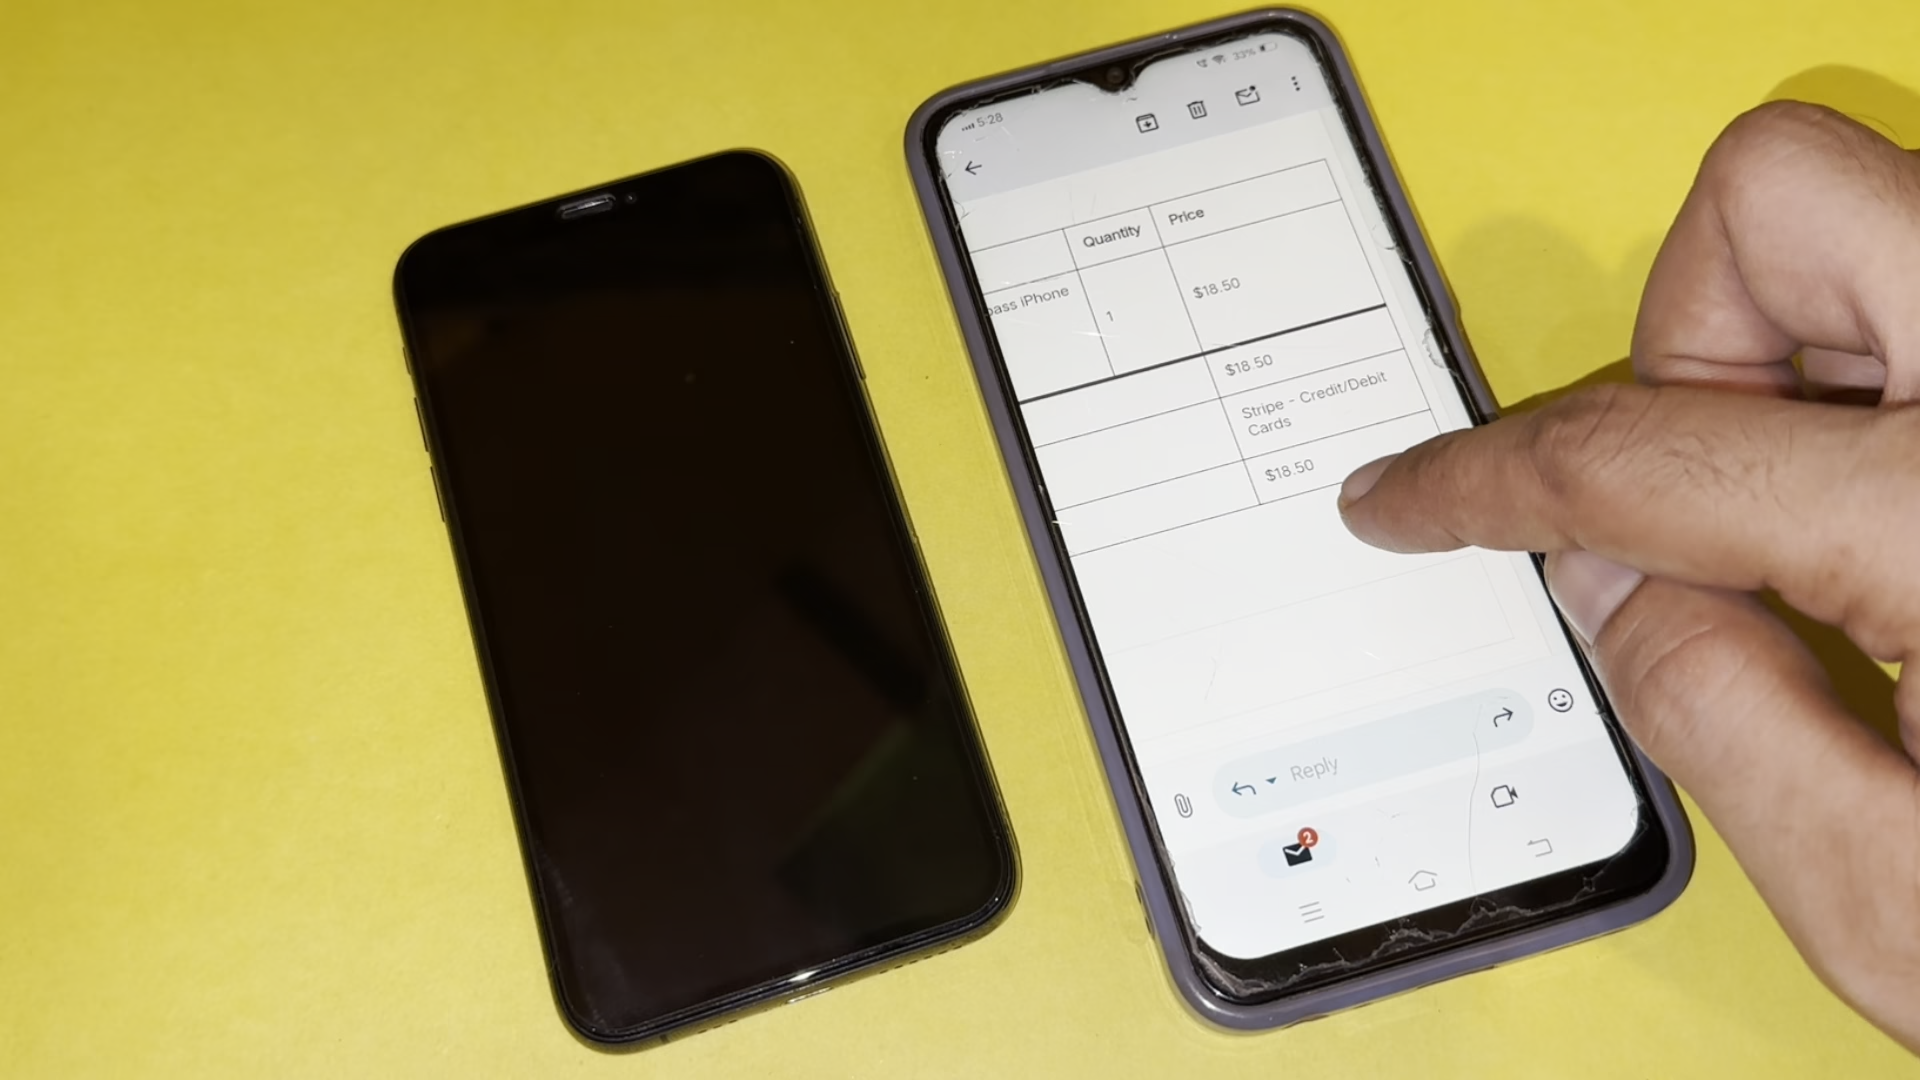 5:28
33%
Quantity
Price
iPhone
1
$18.50
$18.50
Stripe - Credit/Debit
Cards
$18.50
Reply
2